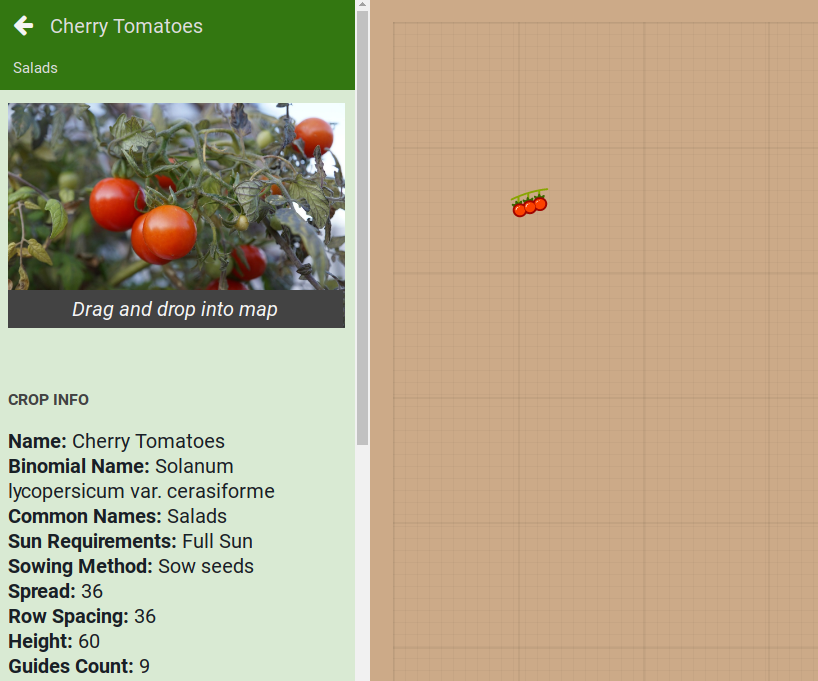 Cherry Tomatoes
Salads
Drag and drop into map
CROP INFO
Name: Cherry Tomatoes
Binomial Name: Solanum
lycopersicum var. cerasiforme
Common Names: Salads
Sun Requirements: Full Sun
Sowing Method: Sow seeds
Spread: 36
Row Spacing: 36
Height: 60
Guides Count: 9